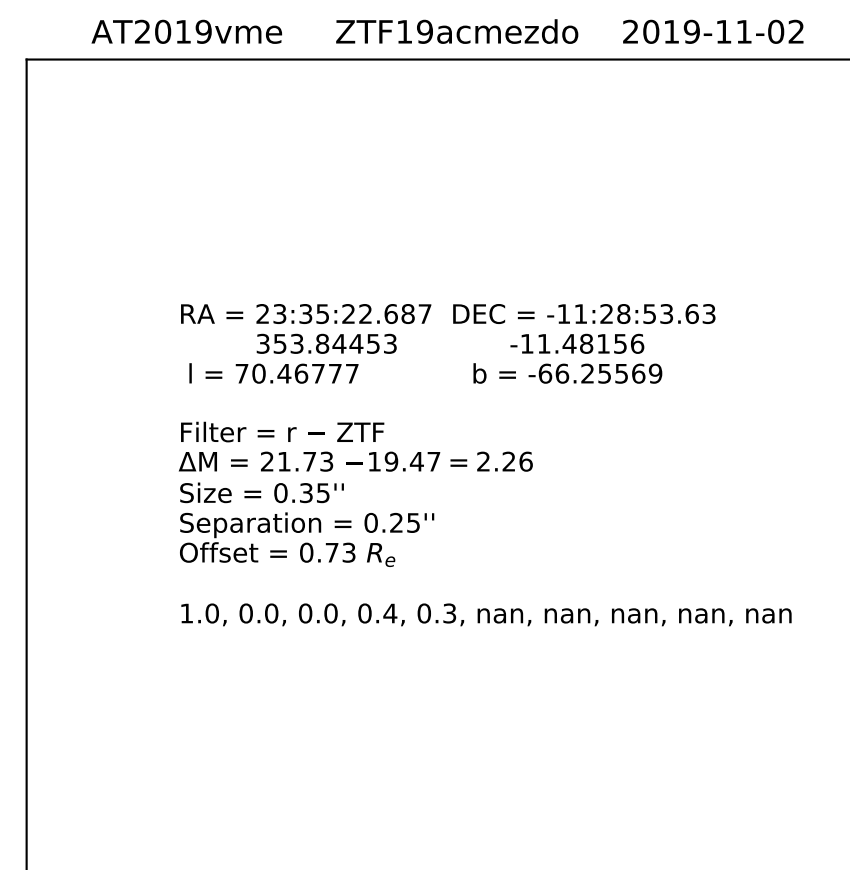 AT2019vme ZTF19acmezdo 2019-11-02
RA = 23:35:22.687 DEC = -11:28:53.63
353.84453 -11.48156
l = 70.46777 b = -66.25569
Filter = r − ZTF
ΔM = 21.73 −19.47 = 2.26
Size = 0.35''
Separation = 0.25''
Offset = 0.73 Re
1.0, 0.0, 0.0, 0.4, 0.3, nan, nan, nan, nan, nan